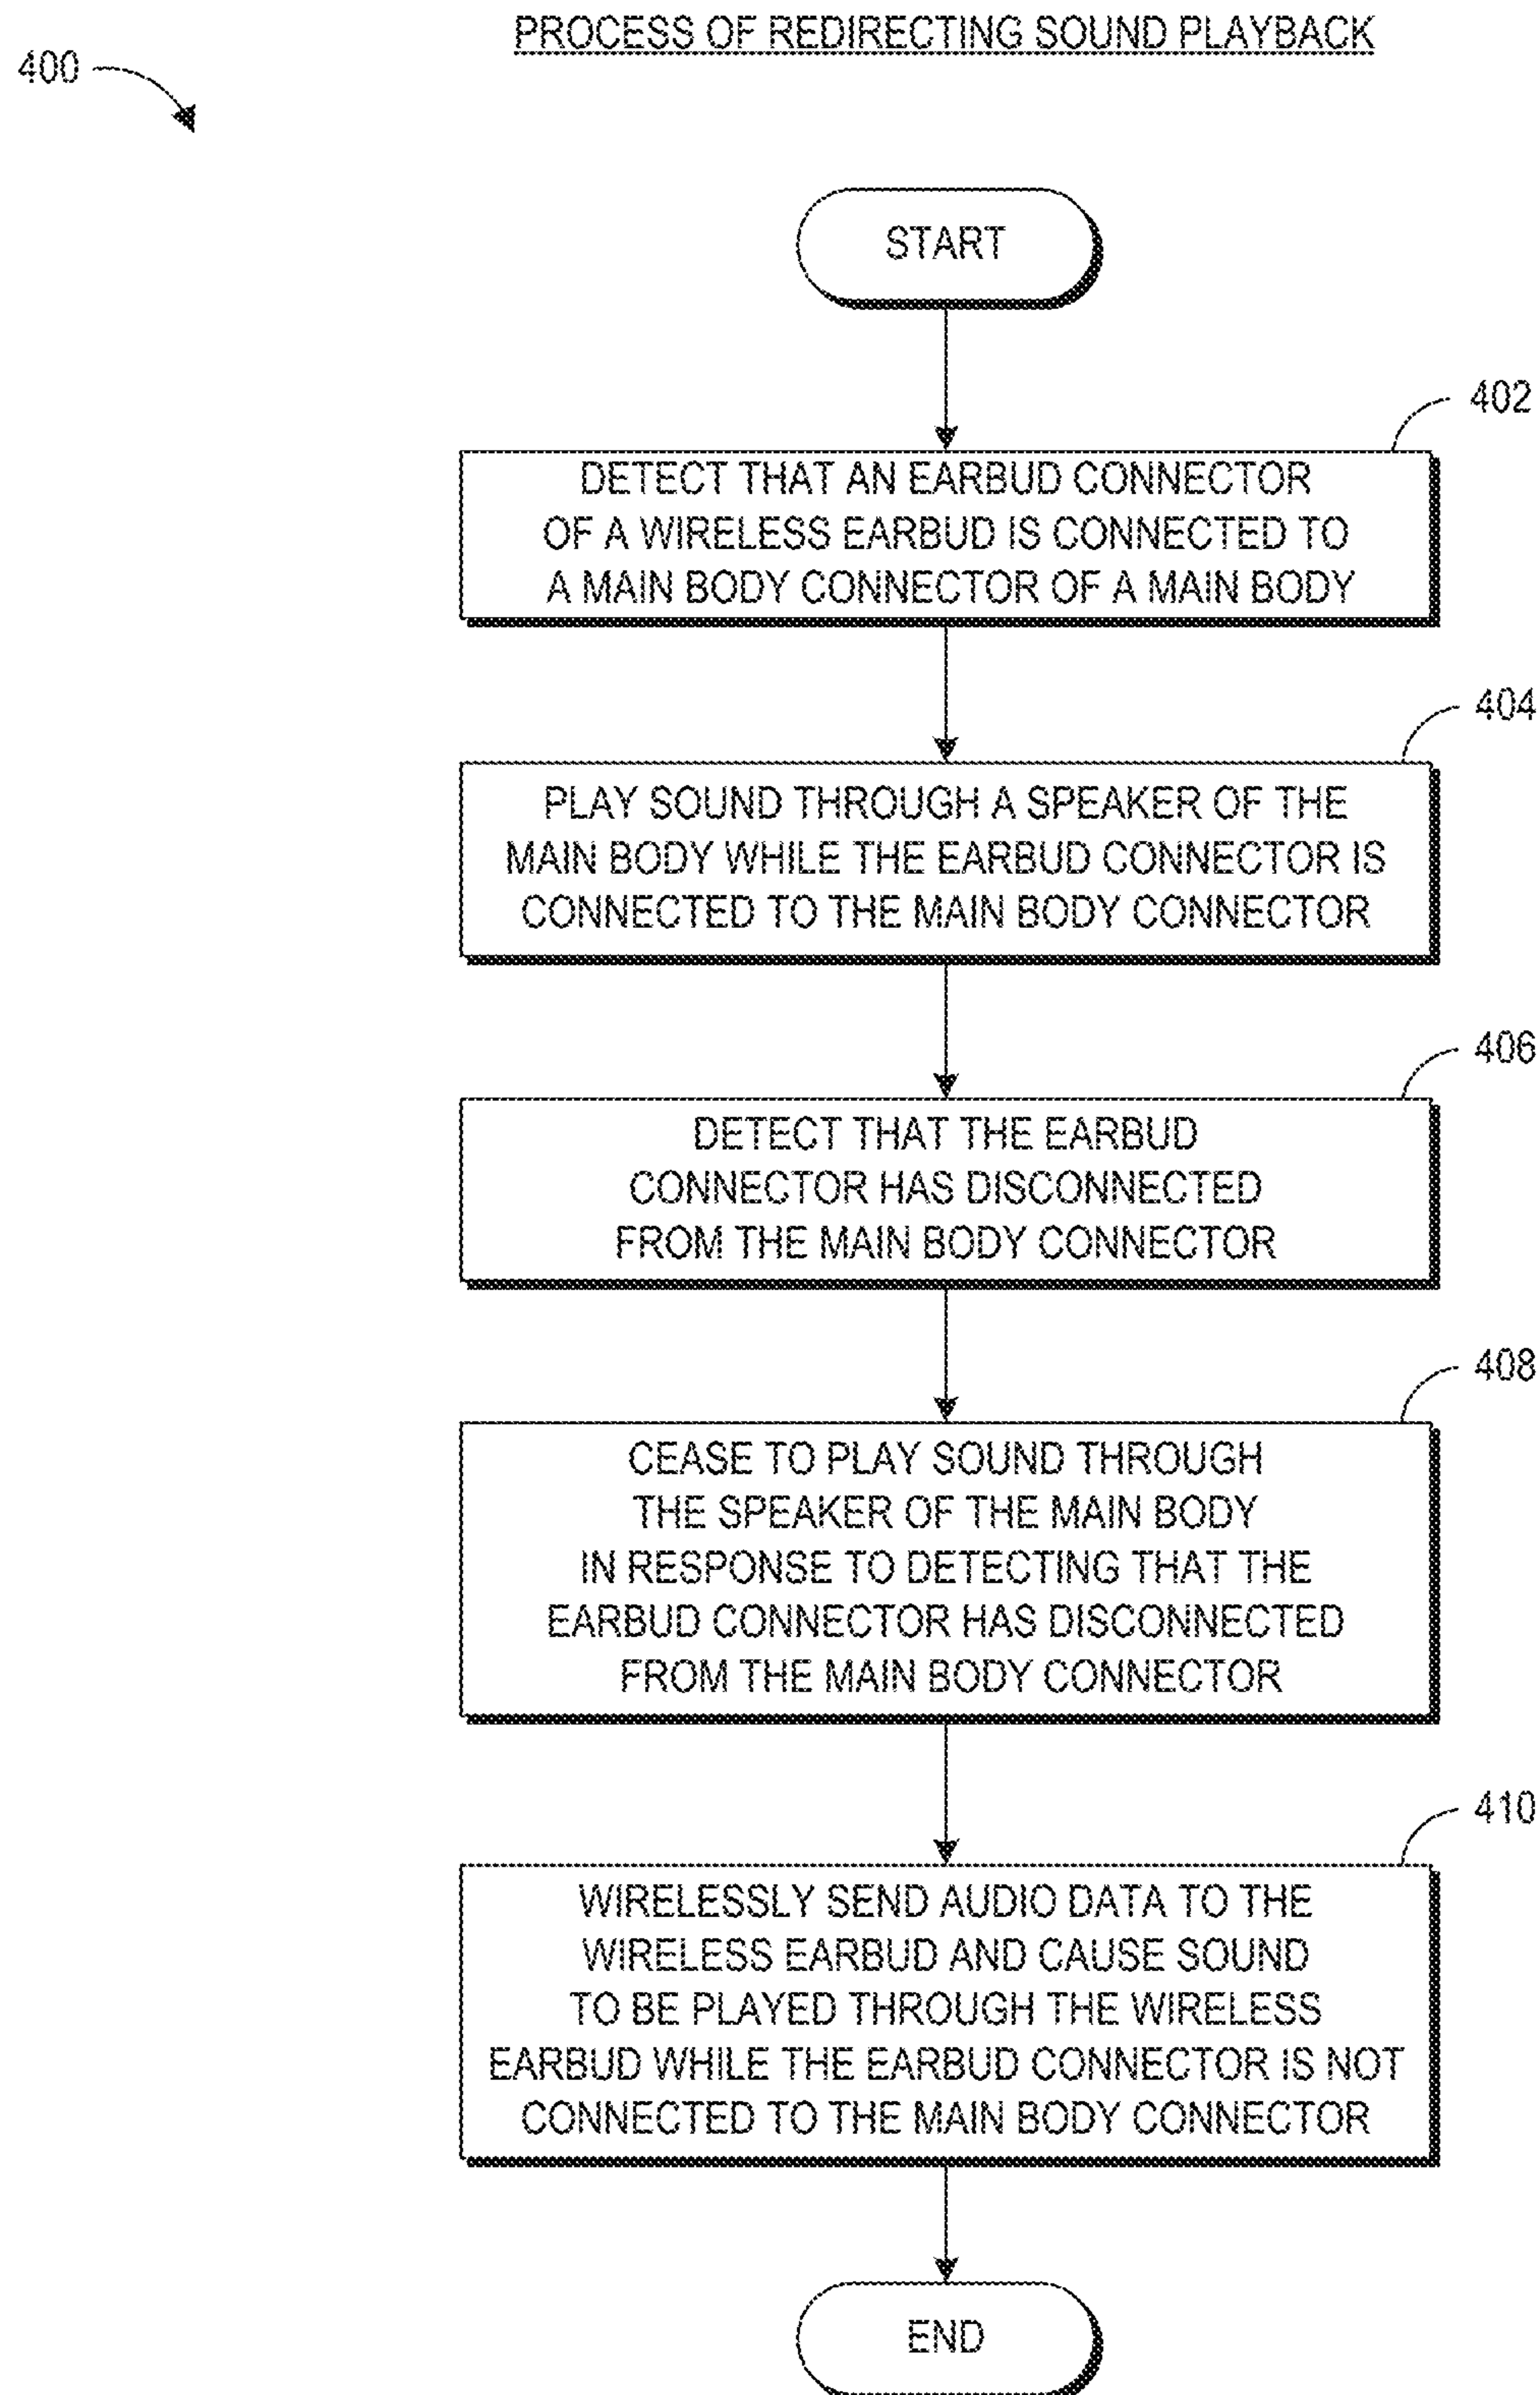 PROCESS OF REDIRECTING SOUND PLAYBACK
400
START
402
DETECT THAT AN EARBUD CONNECTOR
OF A WIRELESS EARBUD IS CONNECTED TO
A MAIN BODY CONNECTOR OF A MAIN BODY
404
PLAY SOUND THROUGH A SPEAKER OF THE
MAIN BODY WHILE THE EARBUD CONNECTOR IS
CONNECTED TO THE MAIN BODY CONNECTOR
406
DETECT THAT THE EARBUD
CONNECTOR HAS DISCONNECTED
FROM THE MAIN BODY CONNECTOR
408
CEASE TO PLAY SOUND THROUGH
THE SPEAKER OF THE MAIN BODY
IN RESPONSE TO DETECTING THAT THE
EARBUD CONNECTOR HAS DISCONNECTED
FROM THE MAIN BODY CONNECTOR
410
WIRELESSLY SEND AUDIO DATA TO THE
WIRELESS EARBUD AND CAUSE SOUND
TO BE PLAYED THROUGH THE WIRELESS
EARBUD WHILE THE EARBUD CONNECTOR IS NOT
CONNECTED TO THE MAIN BODY CONNECTOR
END